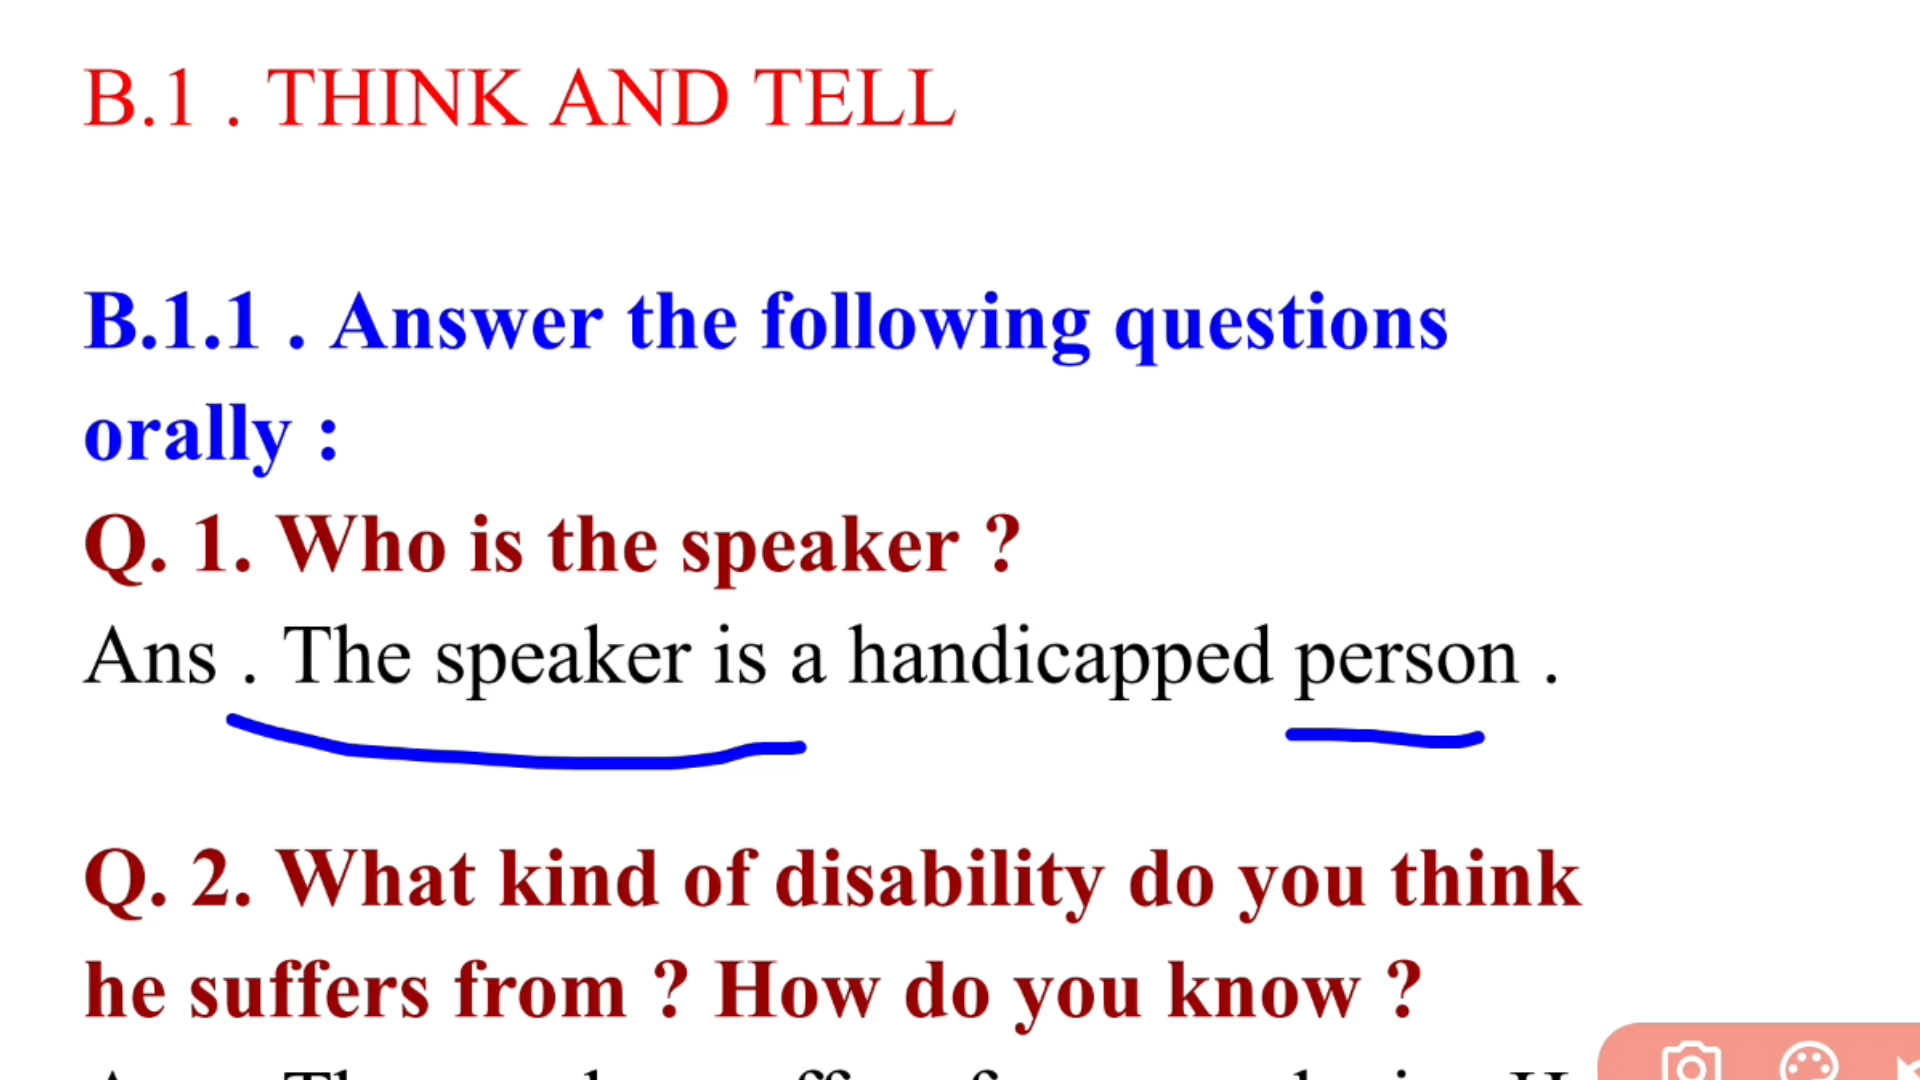 B.1 . THINK AND TELL
B.1.1 . Answer the following questions
orally :
Q. 1. Who is the speaker ?
Ans . The speaker is a handicapped person .
Q. 2. What kind of disability do you think
he suffers from ? How do you know ?